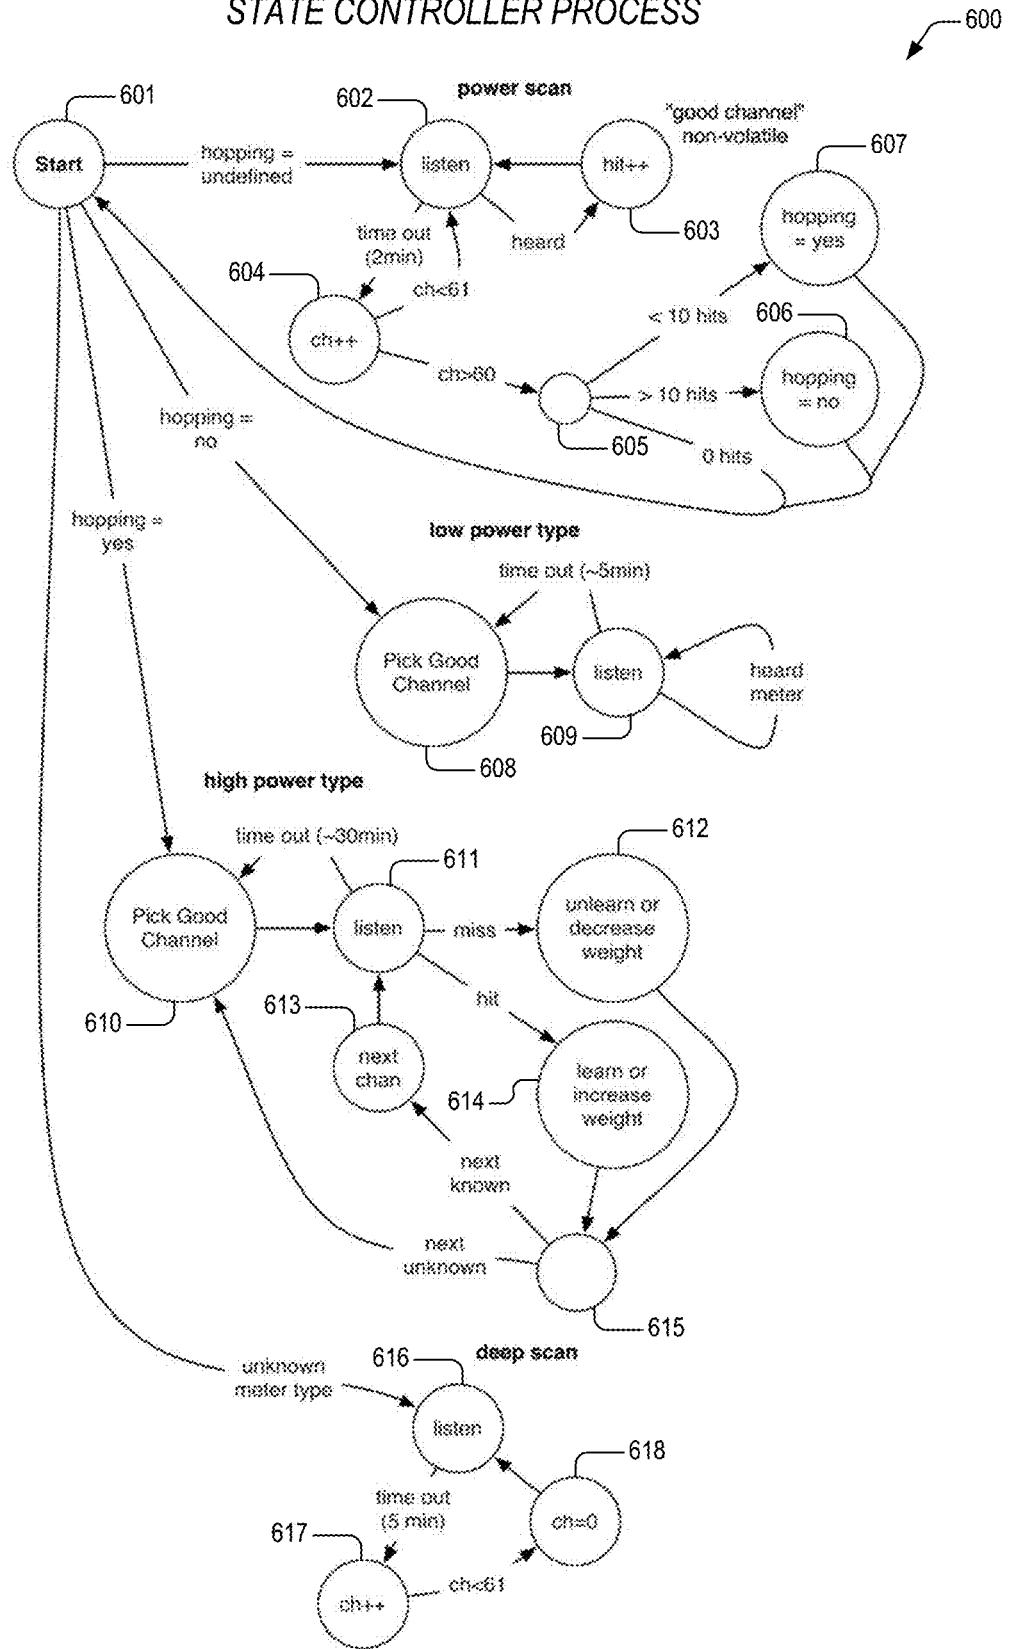 STATE CONTROLLER PROCESS
600
601
602
power scan
"good channel"
non-volatile
607
Start
hopping =
undefined
listen
hit++
603
hopping
= yes
time out
(2min)
heard
604
ch<61
ch++
< 10 hits
606
ch>60
> 10 hits
hopping
= no
605
0 hits
hopping =
no
hopping =
yes
low power type
time out (~5min)
Pick Good
Channel
listen
heard
meter
609
608
high power type
time out (~30min)
611
612
Pick Good
Channel
listen
miss
unlearn or
decrease
weight
hit
613
610
next
chan
614
learn or
increase
weight
next
known
next
unknown
615
616
deep scan
unknown
meter type
listen
618
time out
(5 min)
ch=0
617
ch<61
ch++